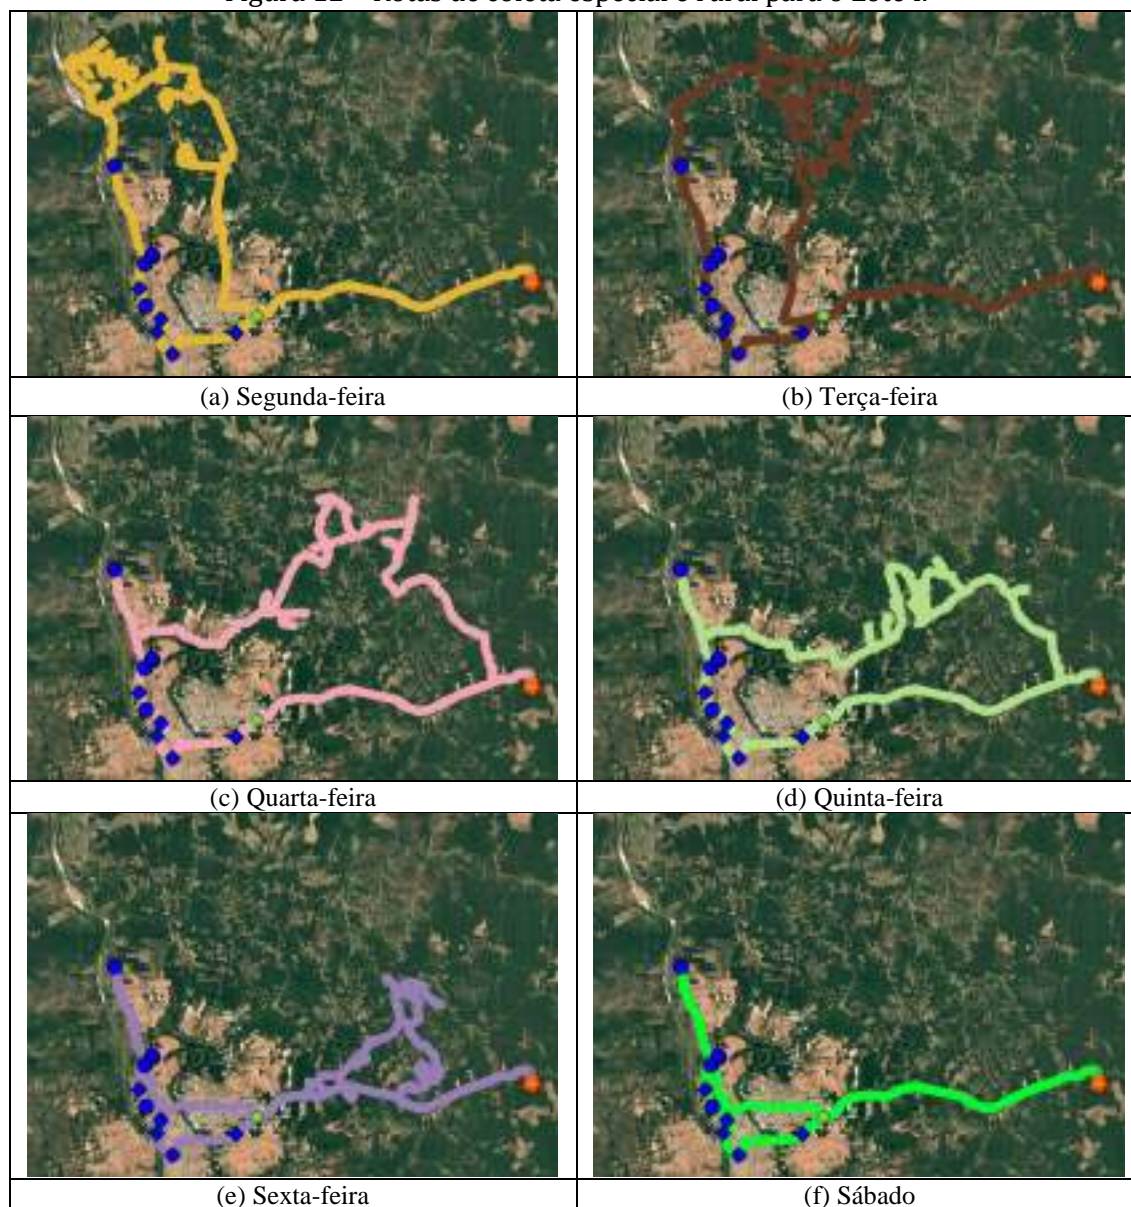 (a) Segunda-feira
(b) Terça-feira
(c) Quarta-feira
(d) Quinta-feira
(e) Sexta-feira
(f) Sábado